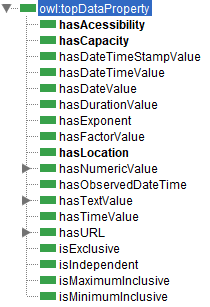 owl:topDataProperty
hasAcessibility
hasCapacity
hasDateTimeStampValue
hasDateTimeValue
hasDateValue
hasDurationValue
hasExponent
hasFactorValue
hasLocation
hasNumericValue
hasObservedDateTime
hasTextValue
hasTimeValue
hasURL
isExclusive
isIndependent
isMaximumInclusive
isMinimumInclusive